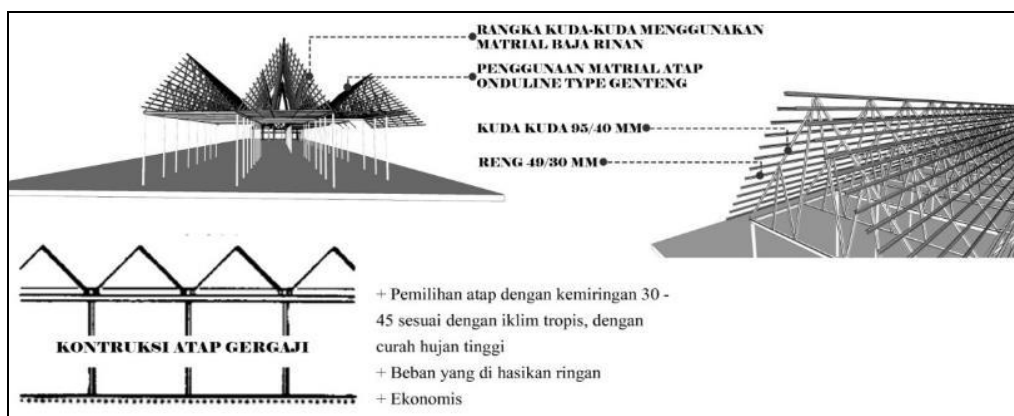 RANGKA KUDA-KUDA MENGGUNAKAN
MATRIAL BAJA RINAN
PENGGUNAAN MATRIAL ATAP
ONDULINE TYPE GENTENG
KUDA KUDA 95/40 MM
RENG 49/30 MM
KONTRUKSI ATAP GERGAJI
+ Pemilihan atap dengan kemiringan 30 -
45 sesuai dengan iklim tropis, dengan
curah hujan tinggi
+ Beban yang di hasikan ringan
+ Ekonomis